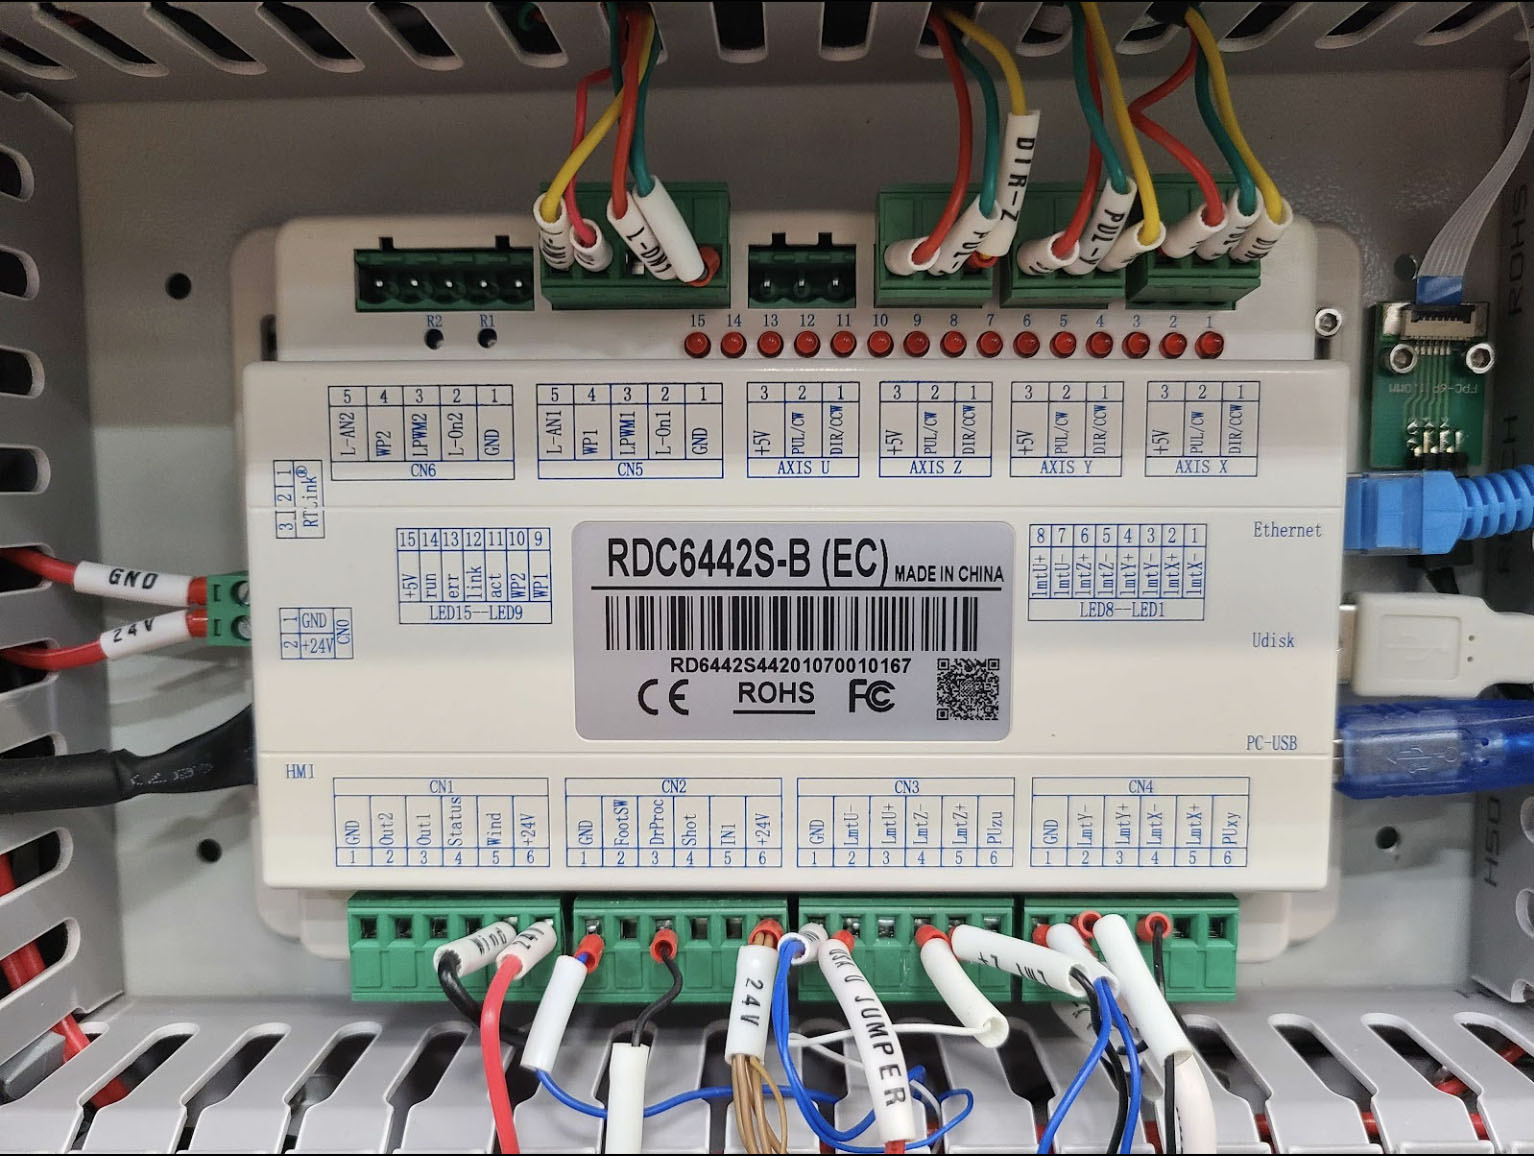 DIR-Z
PUL-
L-ON1
R2
R1
15 14 13 12 11 10 9 8 7 6 5 4 3 2 1
FPC-6P 1.0MM
5 4 3 2 1
L-AN2 WP2 LPWM2 L-On2 GND
CN6
5 4 3 2 1
L-AN1 WP1 LPWM1 L-On1 GND
CN5
3 2 1
+5V PUL/CW DIR/CCW
AXIS U
3 2 1
+5V PUL/CW DIR/CCW
AXIS Z
3 2 1
+5V PUL/CW DIR/CCW
AXIS Y
3 2 1
+5V PUL/CW DIR/CCW
AXIS X
3 2 1
RTLink®
15 14 13 12 11 10 9
+5V run err link act WP2 WP1
LED15--LED9
RDC6442S-B (EC) MADE IN CHINA
RD6442S44201070010167
CE ROHS FC
8 7 6 5 4 3 2 1
lmtU+ lmtU- lmtZ+ lmtZ- lmtY+ lmtY- lmtX+ lmtX-
LED8--LED1
Ethernet
Udisk
PC-USB
GND
24V
1 GND
2 +24V
CN0
HMI
CN1
GND Out2 Out1 Status Wind +24V
1 2 3 4 5 6
CN2
GND FootSW DrProc Shot IN1 +24V
1 2 3 4 5 6
CN3
GND LmtU- LmtU+ LmtZ- LmtZ+ PUzu
1 2 3 4 5 6
CN4
GND LmtY- LmtY+ LmtX- LmtX+ PUxy
1 2 3 4 5 6
Wind
24V
JUMPER
Lmt Z+